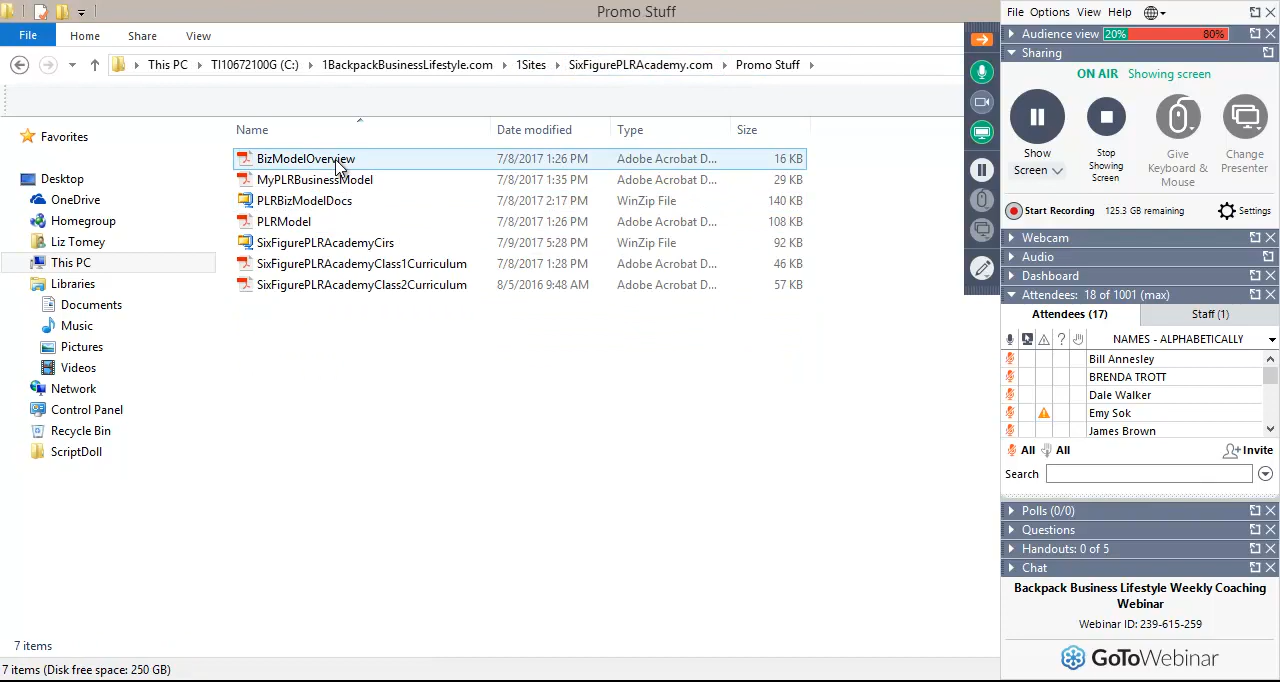 Promo Stuff
File Home Share View
This PC TI10672100G (C:) 1BackpackBusinessLifestyle.com 1Sites SixFigurePLRAcademy.com Promo Stuff
Favorites
Desktop
OneDrive
Homegroup
Liz Tomey
This PC
Libraries
Documents
Music
Pictures
Videos
Network
Control Panel
Recycle Bin
ScriptDoll
Name Date modified Type Size
BizModelOverview 7/8/2017 1:26 PM Adobe Acrobat D... 16 KB
MyPLRBusinessModel 7/8/2017 1:35 PM Adobe Acrobat D... 29 KB
PLRBizModelDocs 7/8/2017 2:17 PM WinZip File 140 KB
PLRModel 7/8/2017 1:26 PM Adobe Acrobat D... 108 KB
SixFigurePLRAcademyCirs 7/9/2017 5:28 PM WinZip File 92 KB
SixFigurePLRAcademyClass1Curriculum 7/7/2017 1:28 PM Adobe Acrobat D... 46 KB
SixFigurePLRAcademyClass2Curriculum 8/5/2016 9:48 AM Adobe Acrobat D... 57 KB
7 items
7 items (Disk free space: 250 GB)
File Options View Help
Audience view 20% 80%
Sharing
ON AIR Showing screen
Show
Screen
Stop
Showing
Screen
Give
Keyboard &
Mouse
Change
Presenter
Start Recording 125.3 GB remaining Settings
Webcam
Audio
Dashboard
Attendees: 18 of 1001 (max)
Attendees (17) Staff (1)
NAMES - ALPHABETICALLY
Bill Annesley
BRENDA TROTT
Dale Walker
Emy Sok
James Brown
All All Invite
Search
Polls (0/0)
Questions
Handouts: 0 of 5
Chat
Backpack Business Lifestyle Weekly Coaching
Webinar
Webinar ID: 239-615-259
GoToWebinar